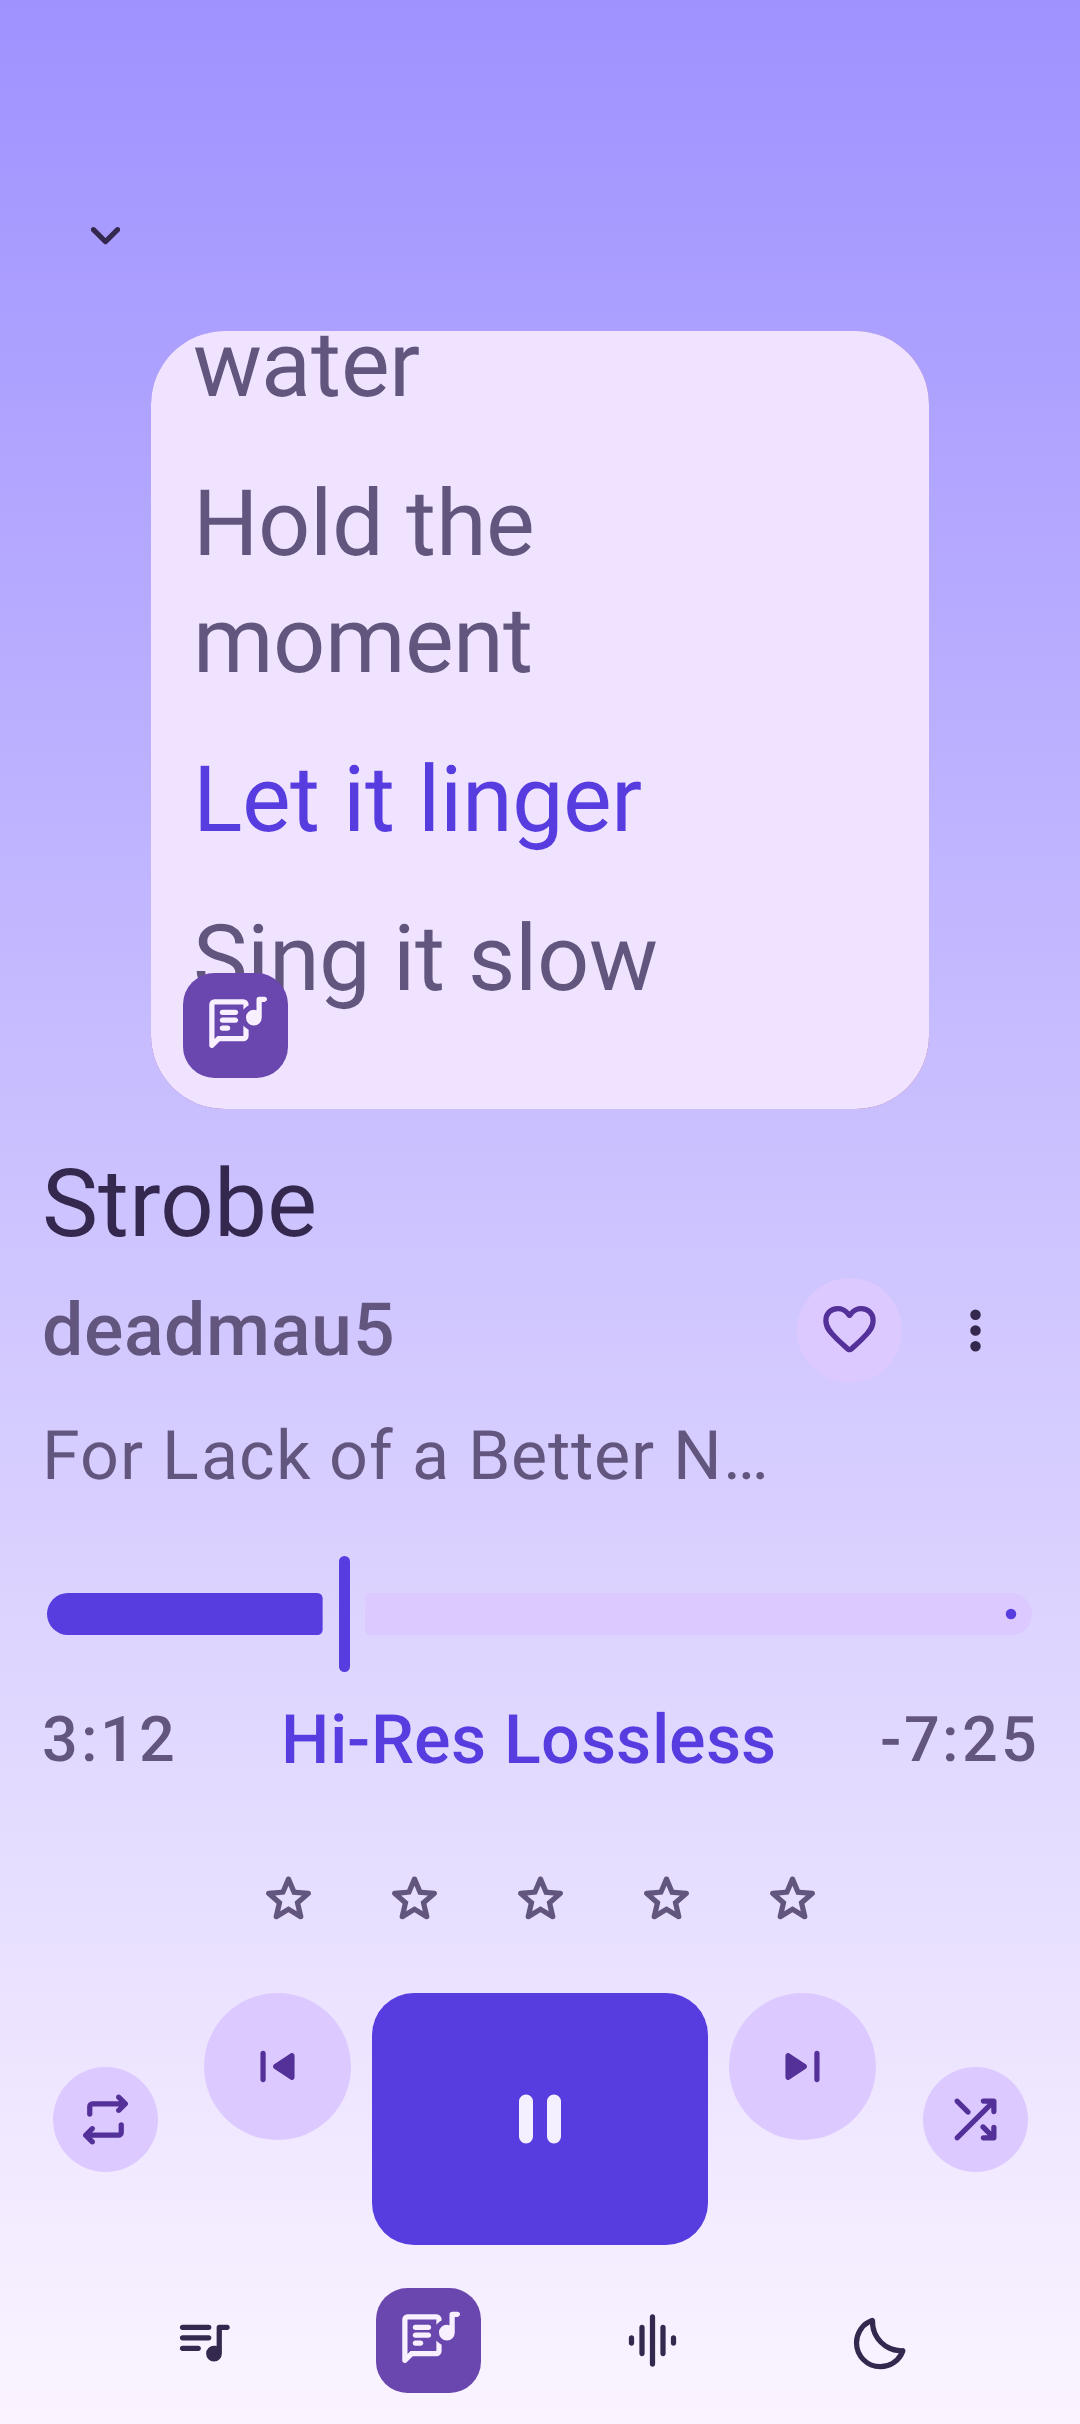 water
Hold the
moment
Let it linger
Sing it slow
Strobe
deadmau5
For Lack of a Better N...
3:12
Hi-Res Lossless
-7:25